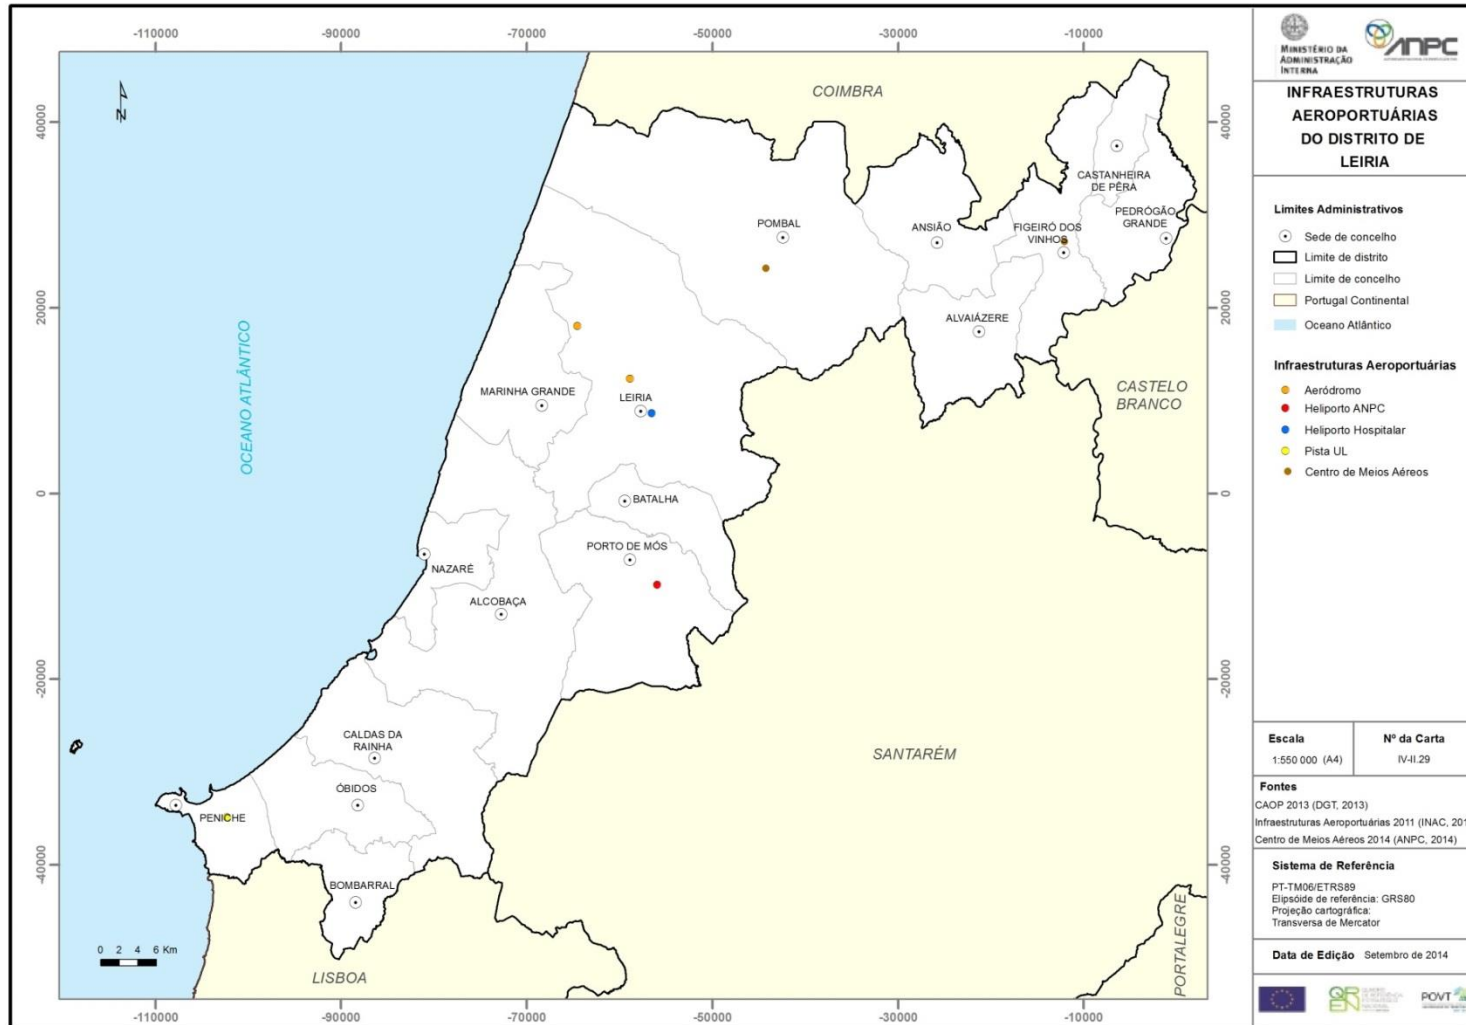 -110000
-90000
-70000
-50000
-30000
-10000
40000
20000
0
-20000
-40000
40000
20000
0
-20000
-40000
N
COIMBRA
CASTANHEIRA
DE PÊRA
PEDRÓGÃO
GRANDE
POMBAL
ANSIÃO
FIGEIRÓ DOS
VINHOS
ALVAIÁZERE
OCEANO ATLÂNTICO
MARINHA GRANDE
LEIRIA
CASTELO
BRANCO
BATALHA
PORTO DE MÓS
NAZARÉ
ALCOBAÇA
CALDAS DA
RAINHA
SANTARÉM
ÓBIDOS
PENICHE
BOMBARRAL
0 2 4 6 Km
LISBOA
PORTALEGRE
-110000
-90000
-70000
-50000
-30000
-10000
MINISTÉRIO DA
ADMINISTRAÇÃO
INTERNA
ANPC
INFRAESTRUTURAS
AEROPORTUÁRIAS
DO DISTRITO DE
LEIRIA
Limites Administrativos
Sede de concelho
Limite de distrito
Limite de concelho
Portugal Continental
Oceano Atlântico
Infraestruturas Aeroportuárias
Aeródromo
Heliporto ANPC
Heliporto Hospitalar
Pista UL
Centro de Meios Aéreos
Escala
1:550 000 (A4)
Nº da Carta
IV-II.29
Fontes
CAOP 2013 (DGT, 2013)
Infraestruturas Aeroportuárias 2011 (INAC, 201
Centro de Meios Aéreos 2014 (ANPC, 2014)
Sistema de Referência
PT-TM06/ETRS89
Elipsóide de referência: GRS80
Projeção cartográfica:
Transversa de Mercator
Data de Edição Setembro de 2014
QREN
POVT